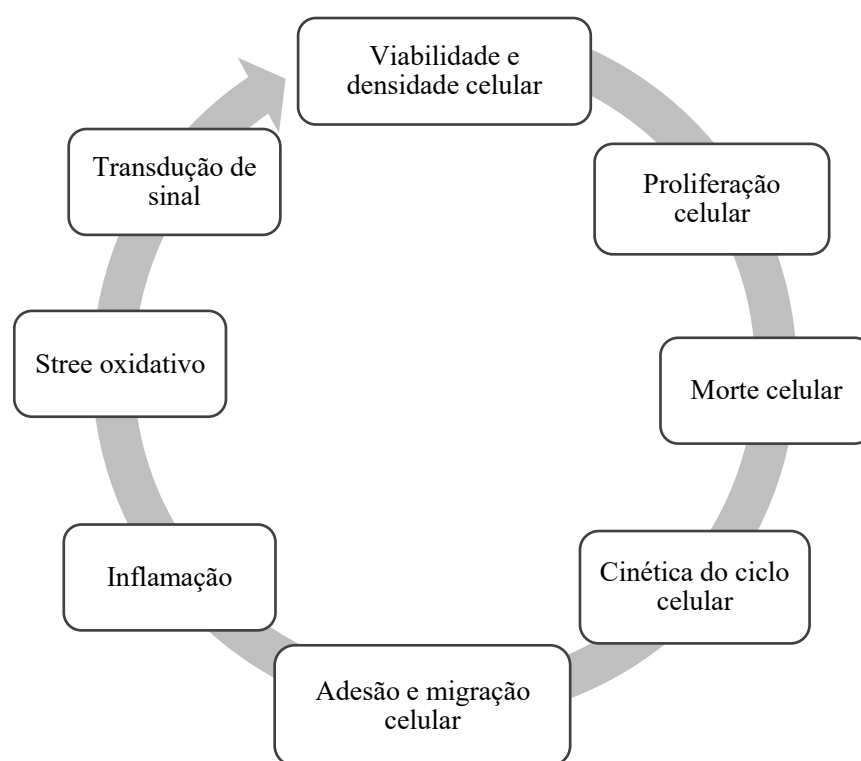 Viabilidade e
densidade celular
Proliferação
celular
Morte celular
Cinética do ciclo
celular
Adesão e migração
celular
Inflamação
Stree oxidativo
Transdução de
sinal